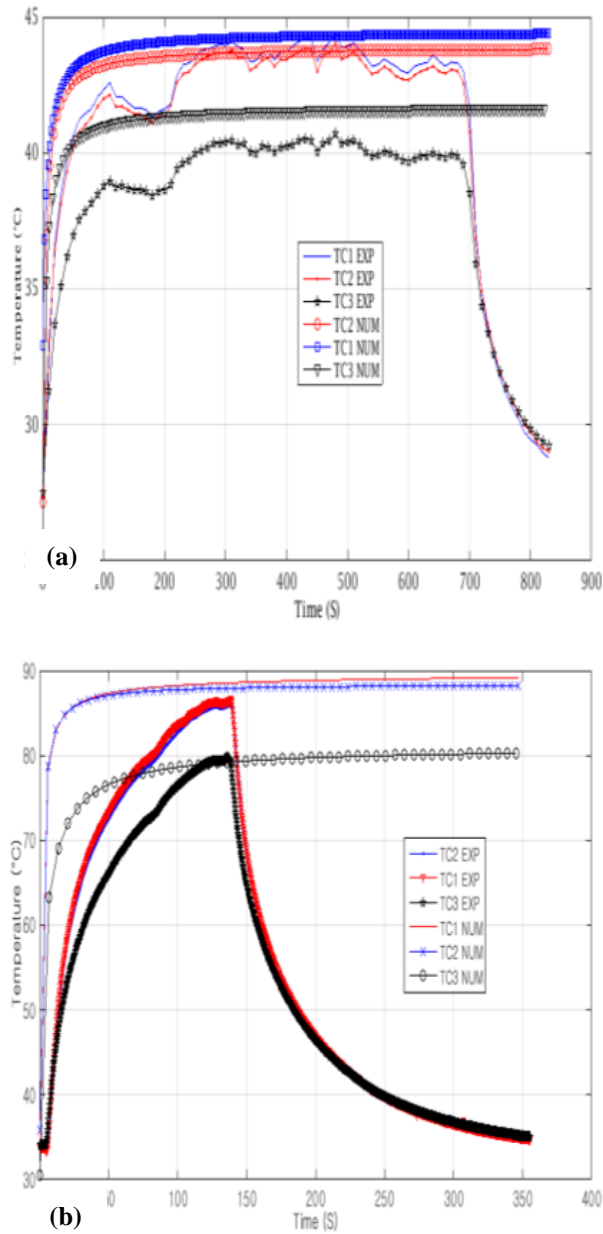 45
40
35
30
Temperature (°C)
TC1 EXP
TC2 EXP
TC3 EXP
TC2 NUM
TC1 NUM
TC3 NUM
(a)
200 300 400 500 600 700 800 900
Time (S)
90
80
70
60
50
40
30
Temperature (°C)
TC2 EXP
TC1 EXP
TC3 EXP
TC1 NUM
TC2 NUM
TC3 NUM
(b)
100 150 200 250 300 350 400
Time (S)